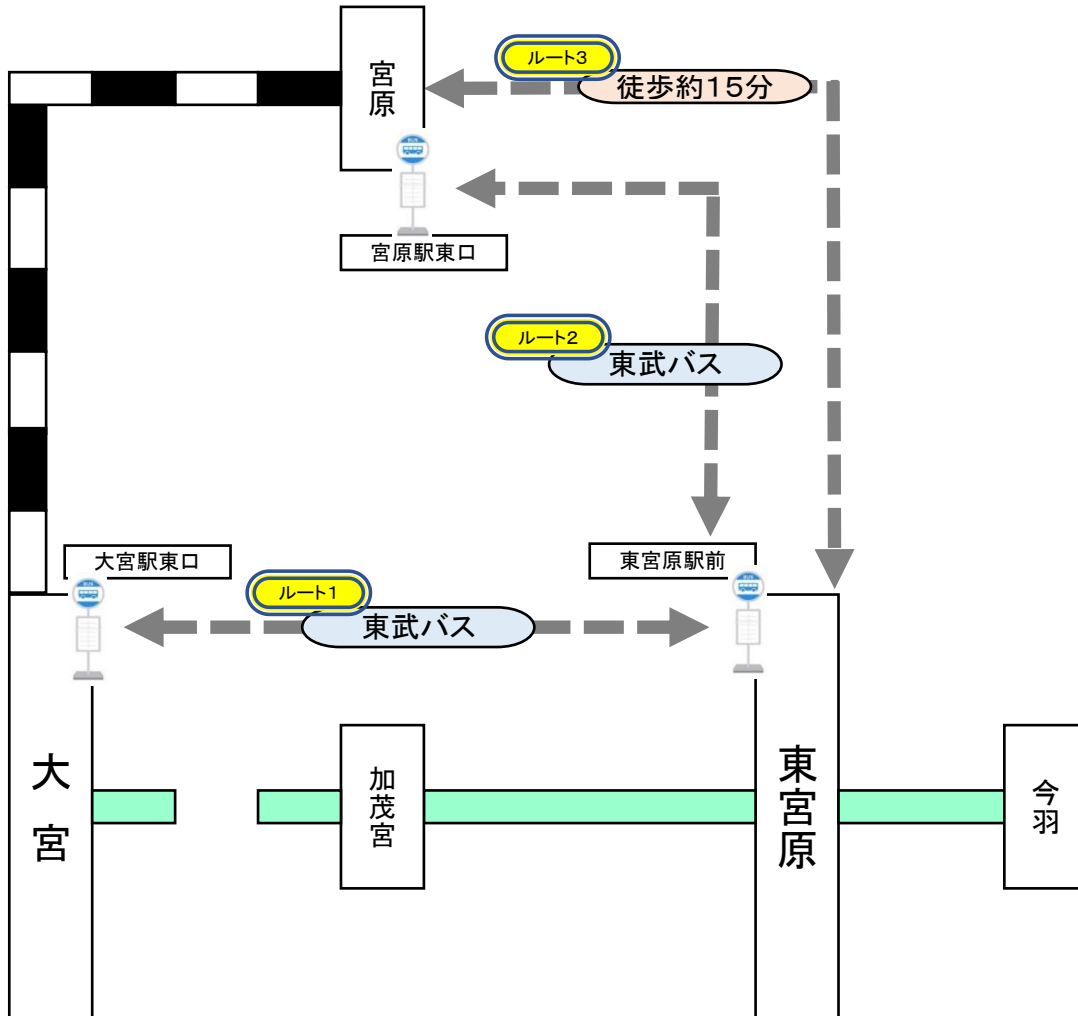 宮原
ルート3
徒歩約15分
宮原駅東口
ルート2
東武バス
大宮駅東口
東宮原駅前
ルート1
東武バス
大宮
加茂宮
東宮原
今羽